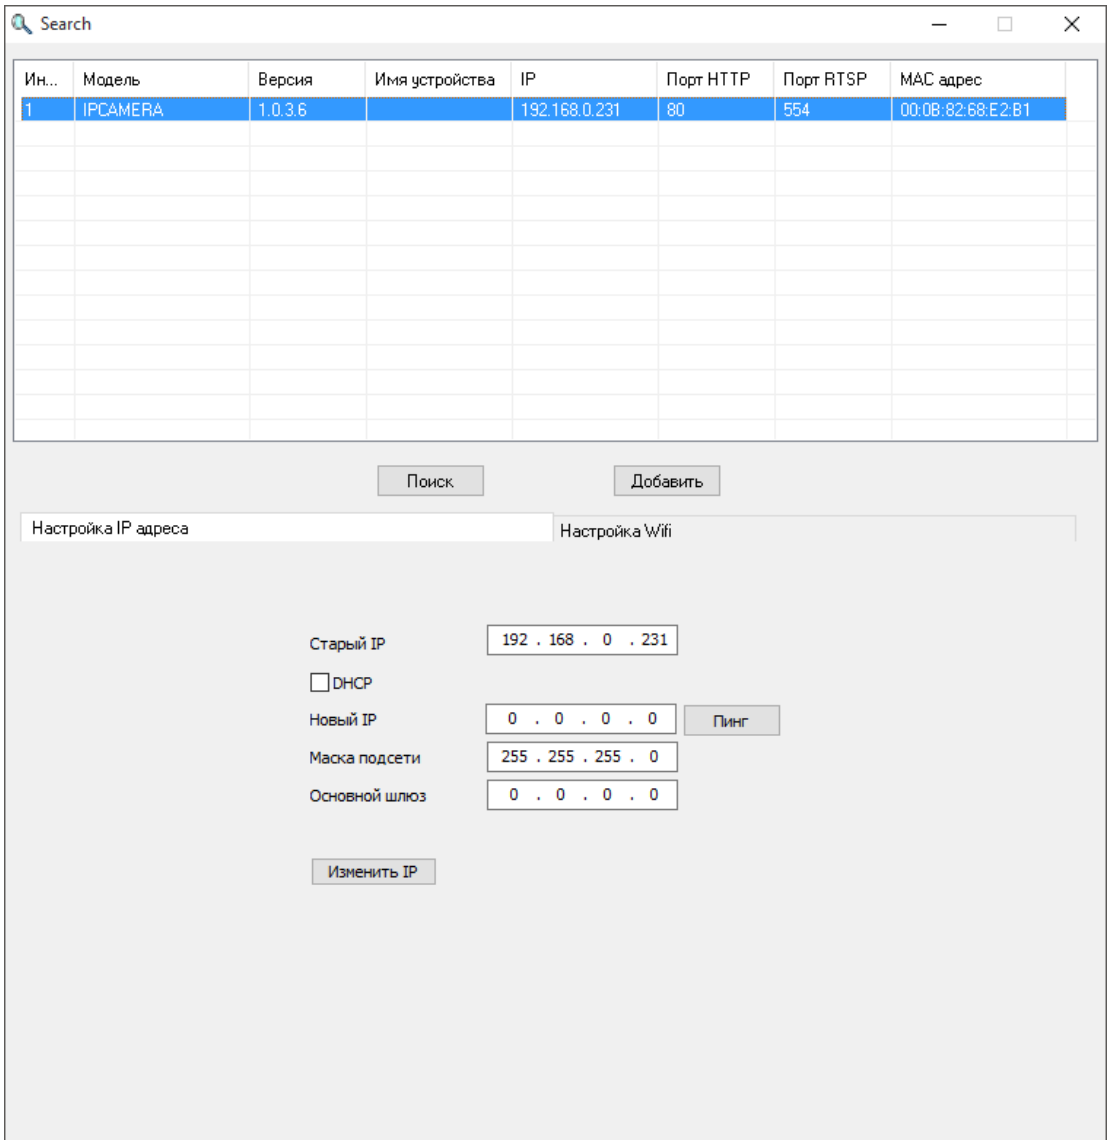 Search
Ин... Модель Версия Имя устройства IP Порт HTTP Порт RTSP MAC адрес
1 IPCAMERA 1.0.3.6 192.168.0.231 80 554 00:0B:82:68:E2:B1
Поиск Добавить
Настройка IP адреса Настройка Wifi
Старый IP 192 . 168 . 0 . 231
DHCP
Новый IP 0 . 0 . 0 . 0 Пинг
Маска подсети 255 . 255 . 255 . 0
Основной шлюз 0 . 0 . 0 . 0
Изменить IP